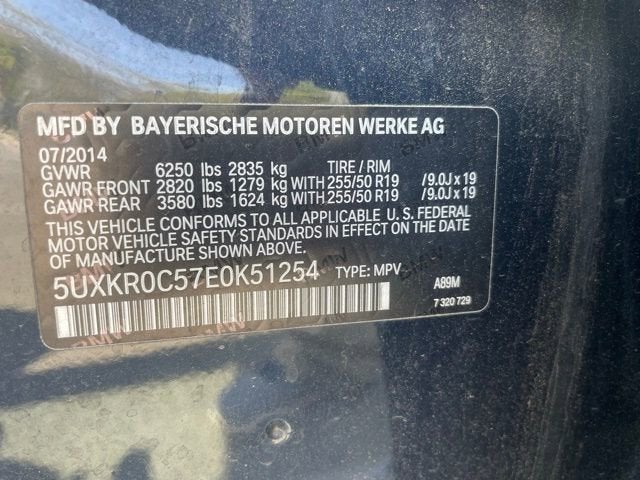 MFD BY BAYERISCHE MOTOREN WERKE AG
07/2014
GVWR 6250 lbs 2835 kg TIRE / RIM
GAWR FRONT 2820 lbs 1279 kg WITH 255/50 R19 /9.0J x 19
GAWR REAR 3580 lbs 1624 kg WITH 255/50 R19 /9.0J x 19
THIS VEHICLE CONFORMS TO ALL APPLICABLE U.S. FEDERAL
MOTOR VEHICLE SAFETY STANDARDS IN EFFECT ON THE DATE
OF MANUFACTURE SHOWN ABOVE.
5UXKR0C57E0K51254 TYPE: MPV
A89M
7 320 729
BMW